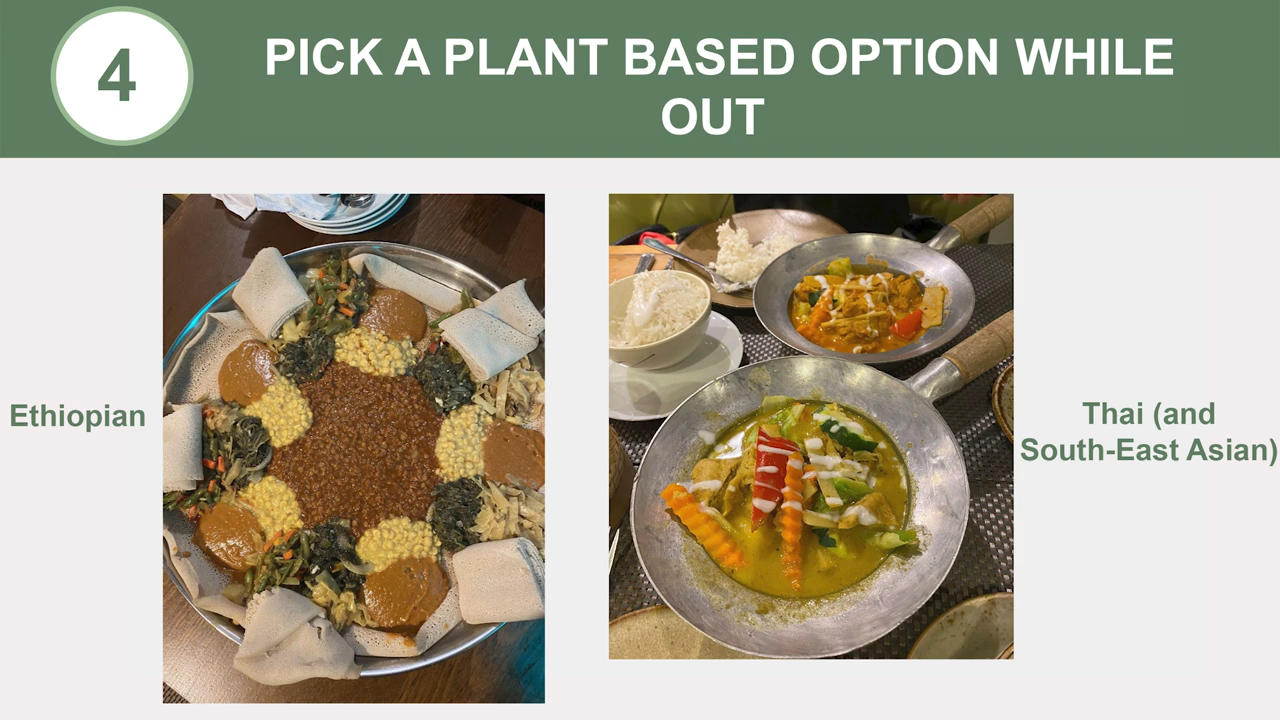 4
PICK A PLANT BASED OPTION WHILE
OUT
Ethiopian
Thai (and
South-East Asian)